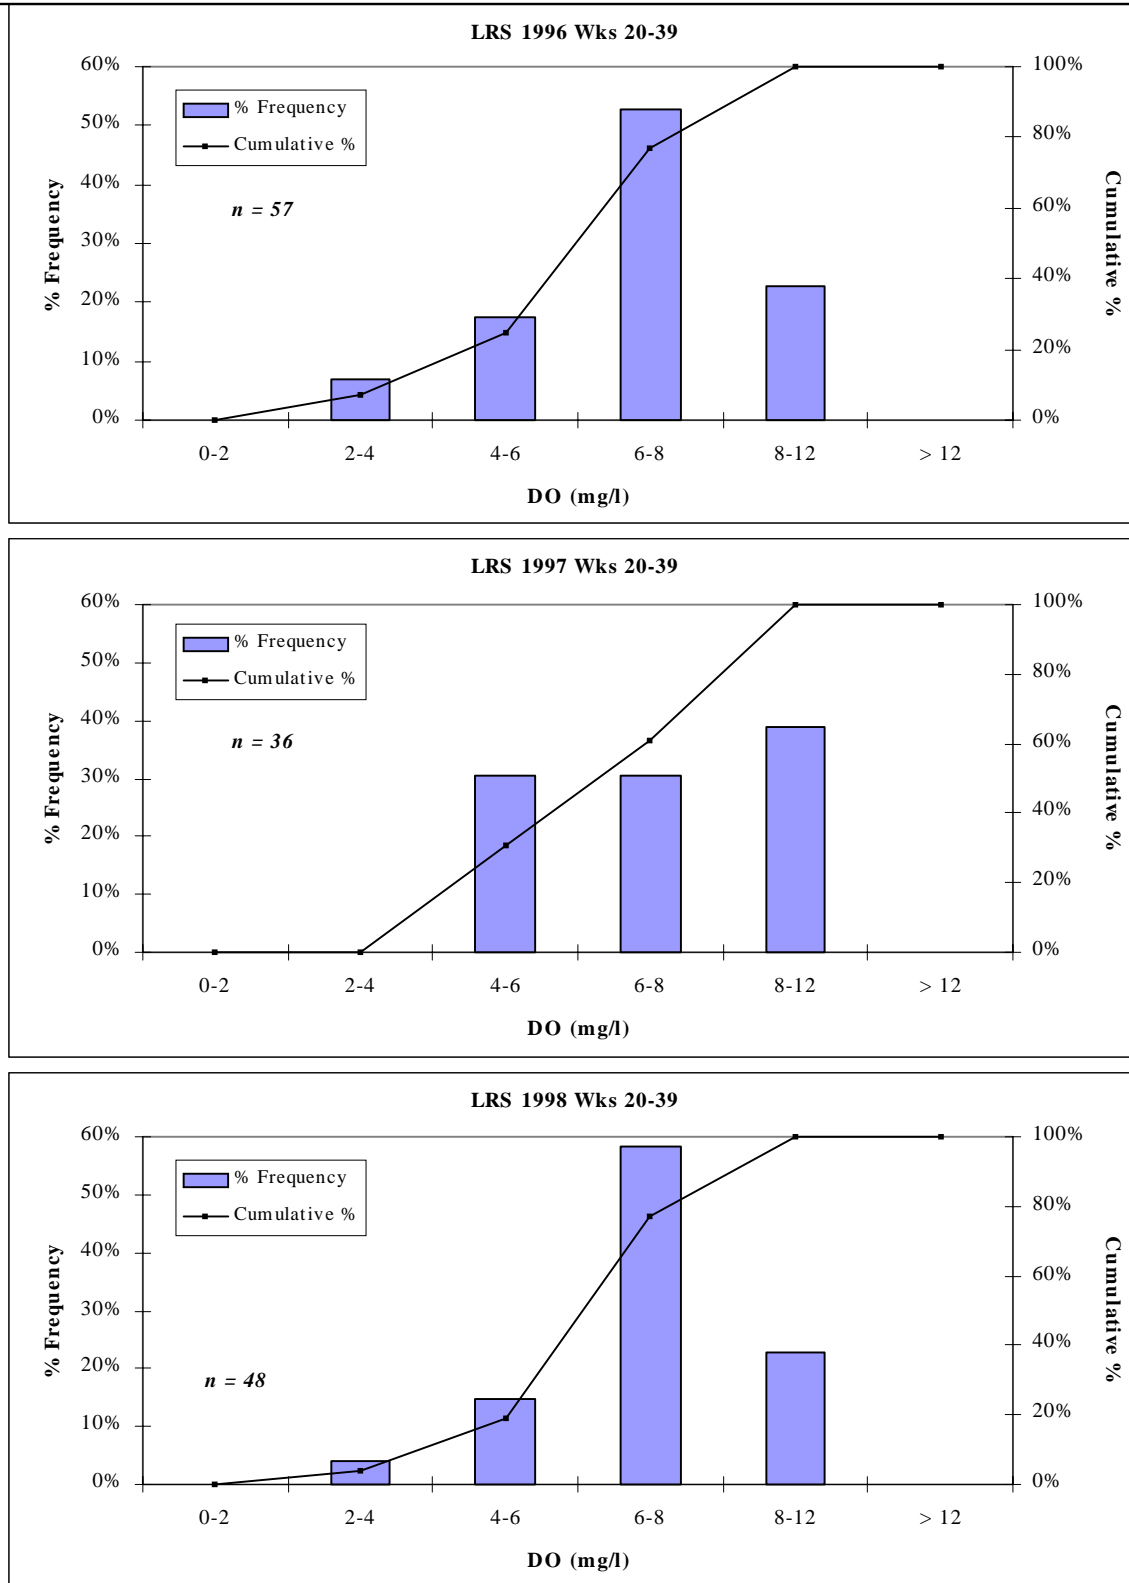 LRS 1996 Wks 20-39
60%
50%
40%
30%
20%
10%
0%
% Frequency
% Frequency
Cumulative %
n = 57
100%
80%
60%
40%
20%
0%
Cumulative %
0-2 2-4 4-6 6-8 8-12 > 12
DO (mg/l)
LRS 1997 Wks 20-39
60%
50%
40%
30%
20%
10%
0%
% Frequency
% Frequency
Cumulative %
n = 36
100%
80%
60%
40%
20%
0%
Cumulative %
0-2 2-4 4-6 6-8 8-12 > 12
DO (mg/l)
LRS 1998 Wks 20-39
60%
50%
40%
30%
20%
10%
0%
% Frequency
% Frequency
Cumulative %
n = 48
100%
80%
60%
40%
20%
0%
Cumulative %
0-2 2-4 4-6 6-8 8-12 > 12
DO (mg/l)